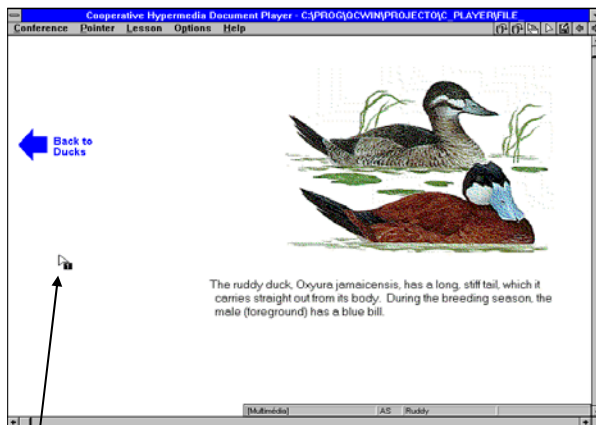 Cooperative Hypermedia Document Player - C:\PROG\QCWIN\PROJECTO\C_PLAYER\FILE_
Conference Pointer Lesson Options Help
Back to
Ducks
The ruddy duck, Oxyura jamaicensis, has a long, stiff tail, which it
carries straight out from its body. During the breeding season, the
male (foreground) has a blue bill.
[Multimédia] AS Ruddy